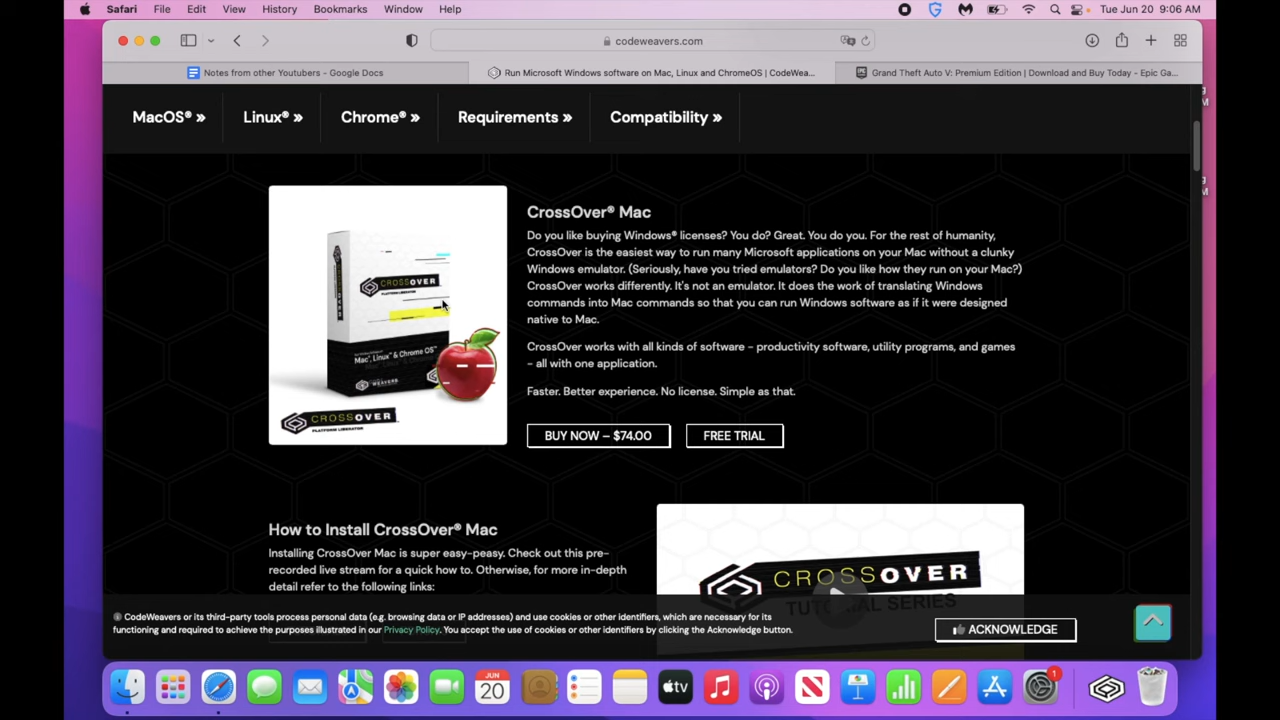 Safari File Edit View History Bookmarks Window Help Tue Jun 20 9:06 AM
codeweavers.com
Notes from other Youtubers - Google Docs
Run Microsoft Windows software on Mac, Linux and ChromeOS | CodeWea...
Grand Theft Auto V: Premium Edition | Download and Buy Today - Epic Ga...
MacOS® » Linux® » Chrome® » Requirements » Compatibility »
CROSSOVER
Mac, Linux & Chrome OS
CROSSOVER
PLATFORM LIBERATOR
CrossOver® Mac
Do you like buying Windows® licenses? You do? Great. You do you. For the rest of humanity,
CrossOver is the easiest way to run many Microsoft applications on your Mac without a clunky
Windows emulator. (Seriously, have you tried emulators? Do you like how they run on your Mac?)
CrossOver works differently. It's not an emulator. It does the work of translating Windows
commands into Mac commands so that you can run Windows software as if it were designed
native to Mac.
CrossOver works with all kinds of software - productivity software, utility programs, and games
- all with one application.
Faster. Better experience. No license. Simple as that.
BUY NOW – $74.00
FREE TRIAL
How to Install CrossOver® Mac
Installing CrossOver Mac is super easy-peasy. Check out this pre-
recorded live stream for a quick how to. Otherwise, for more in-depth
detail refer to the following links:
CROSSOVER
TUTORIAL SERIES
CodeWeavers or its third-party tools process personal data (e.g. browsing data or IP addresses) and use cookies or other identifiers, which are necessary for its
functioning and required to achieve the purposes illustrated in our Privacy Policy. You accept the use of cookies or other identifiers by clicking the Acknowledge button.
ACKNOWLEDGE
JUN
20
tv
1